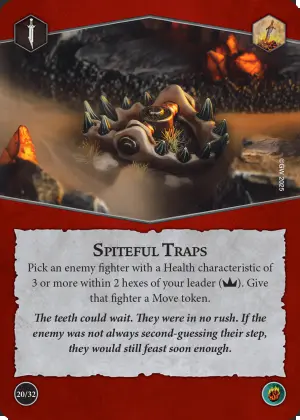 ©GW 2025
SPITEFUL TRAPS
Pick an enemy fighter with a Health characteristic of
3 or more within 2 hexes of your leader (). Give
that fighter a Move token.
The teeth could wait. They were in no rush. If the
enemy was not always second-guessing their step,
they would still feast soon enough.
20/32